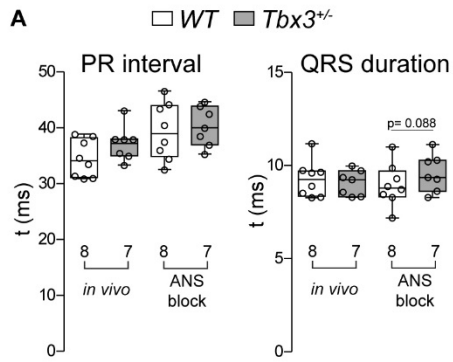 A
WT Tbx3+/-
PR interval
t (ms)
50
40
30
20
10
0
8 7 8 7
in vivo ANS
block
QRS duration
t (ms)
15
10
5
0
p= 0.088
8 7 8 7
in vivo ANS
block